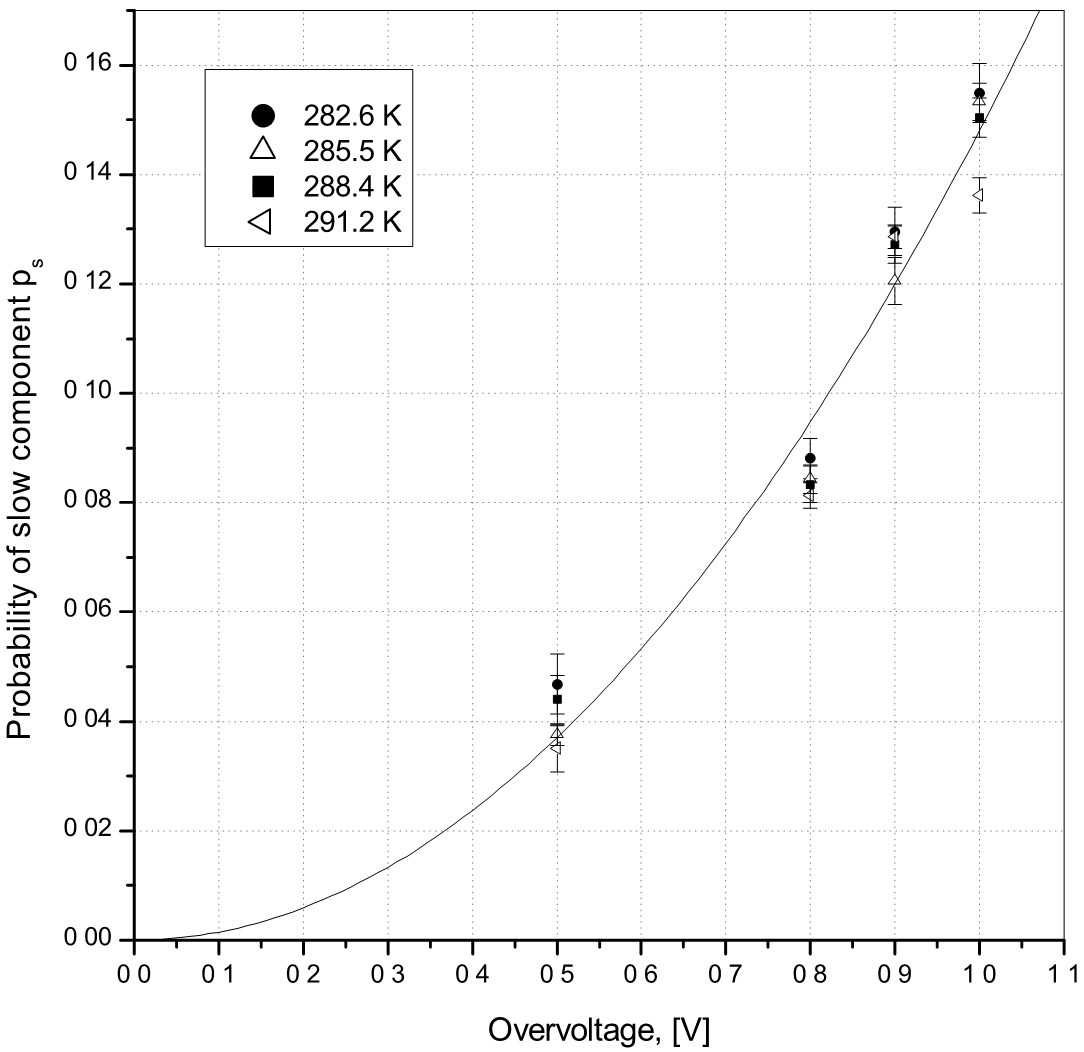 0 16
0 14
0 12
0 10
0 08
0 06
0 04
0 02
0 00
Probability of slow component pₛ
282.6 K
285.5 K
288.4 K
291.2 K
0 0 0 1 0 2 0 3 0 4 0 5 0 6 0 7 0 8 0 9 1 0 1 1
Overvoltage, [V]